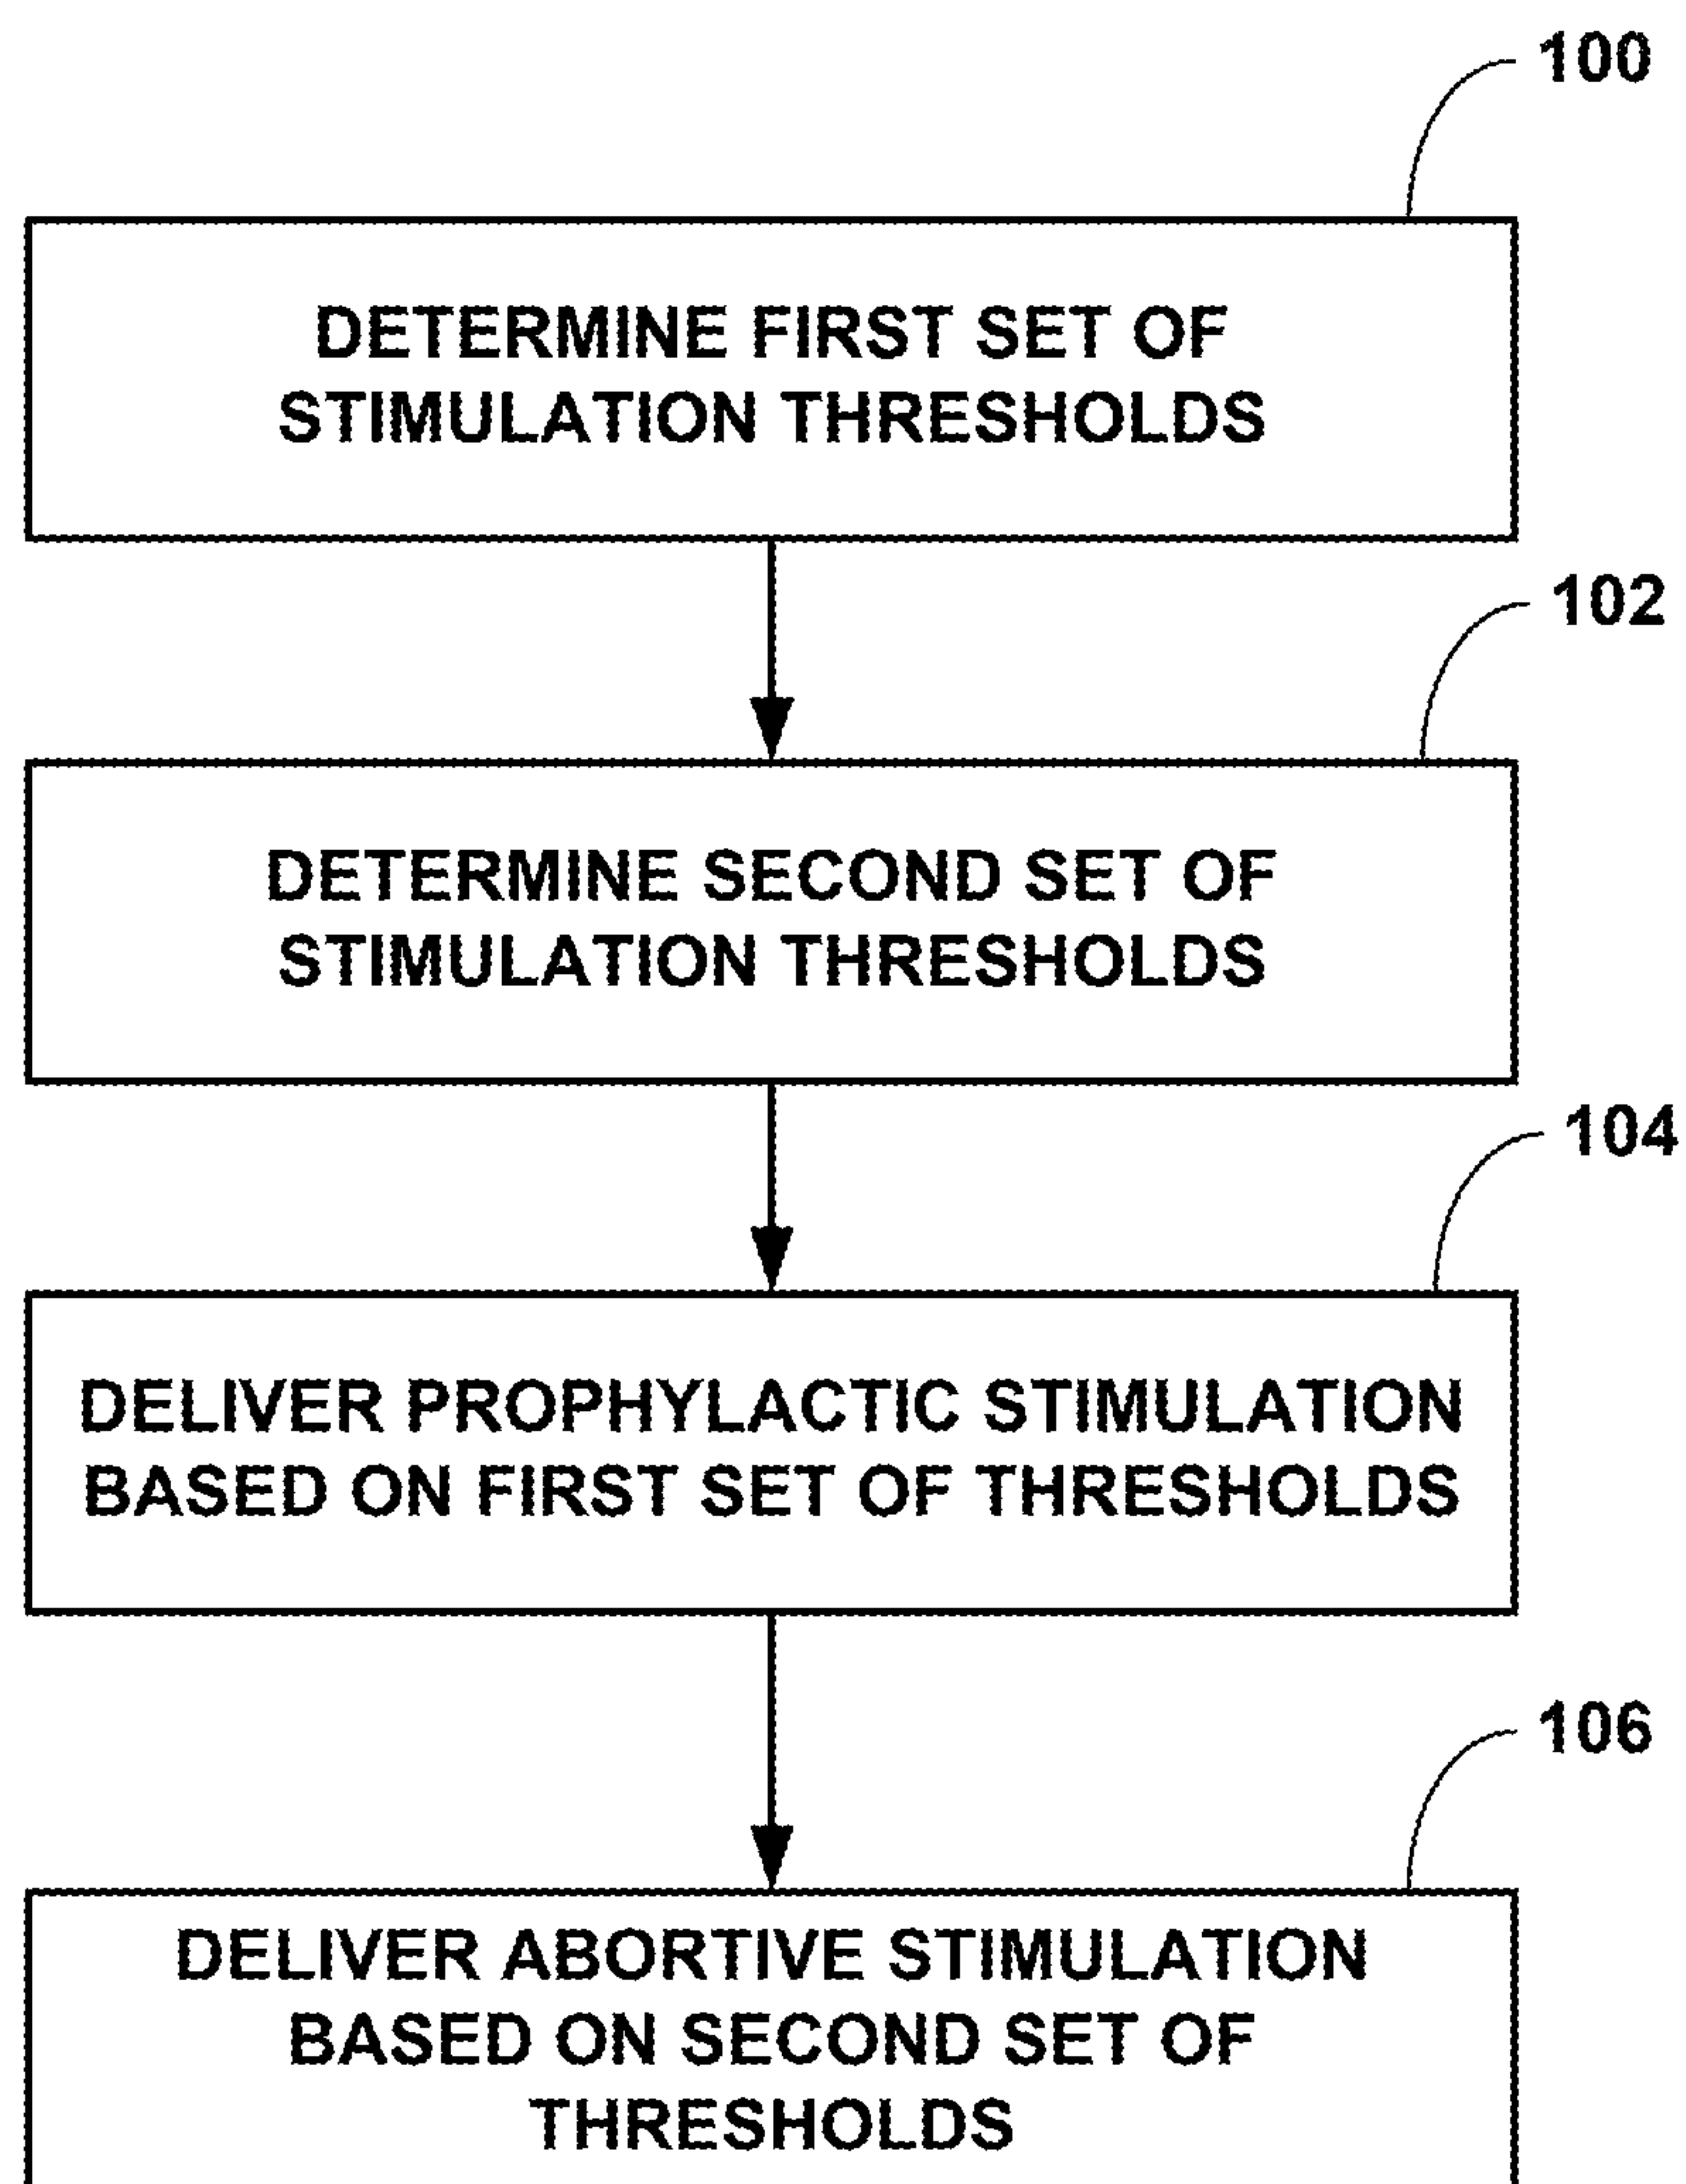 100
DETERMINE FIRST SET OF
STIMULATION THRESHOLDS
102
DETERMINE SECOND SET OF
STIMULATION THRESHOLDS
104
DELIVER PROPHYLACTIC STIMULATION
BASED ON FIRST SET OF THRESHOLDS
106
DELIVER ABORTIVE STIMULATION
BASED ON SECOND SET OF
THRESHOLDS